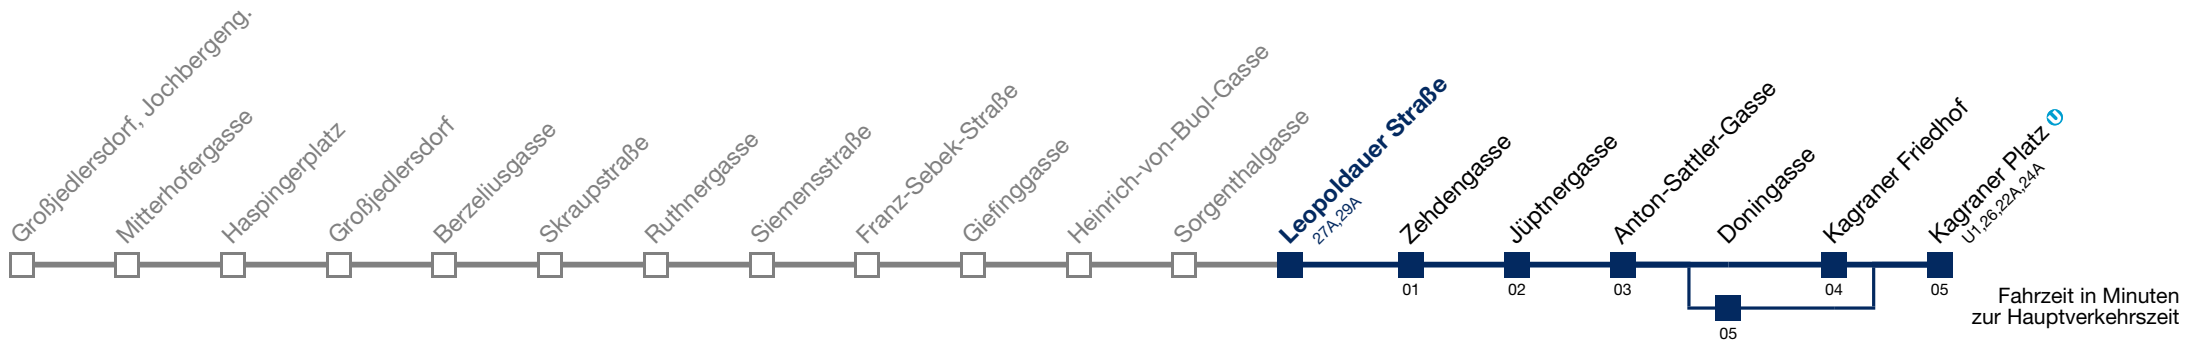 Großjedlersdorf, Jochbergeng.
Mitterhofergasse
Haspingerplatz
Großjedlersdorf
Berzeliusgasse
Skraupstraße
Ruthnergasse
Siemensstraße
Franz-Sebek-Straße
Giefinggasse
Heinrich-von-Buol-Gasse
Sorgenthalgasse
Leopoldauer Straße
27A,29A
Zehdengasse
Jüptnergasse
Anton-Sattler-Gasse
Doningasse
Kagraner Friedhof
Kagraner Platz U
U1,26,22A,24A
01
02
03
04
05
05
Fahrzeit in Minuten
zur Hauptverkehrszeit